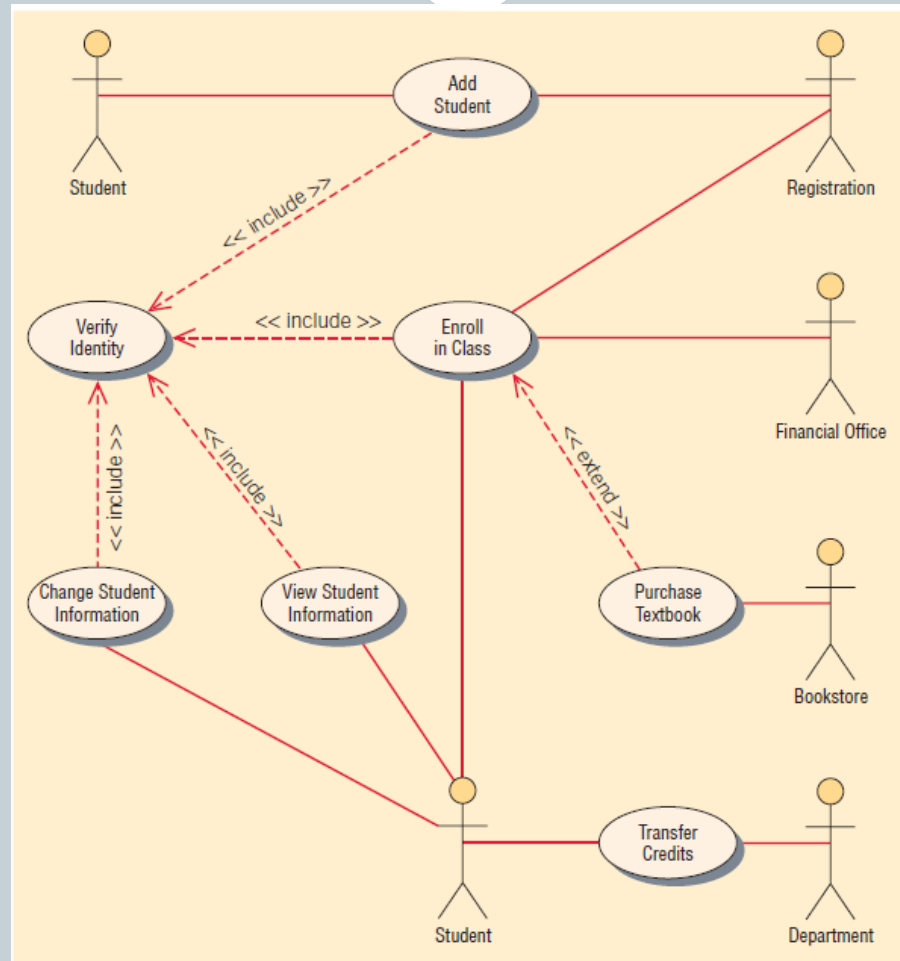 Add
Student
Student
Registration
<< include >>
Verify
Identity
<< include >>
Enroll
in Class
Financial Office
<< include >>
<< include >>
<< extend >>
Change Student
Information
View Student
Information
Purchase
Textbook
Bookstore
Transfer
Credits
Student
Department